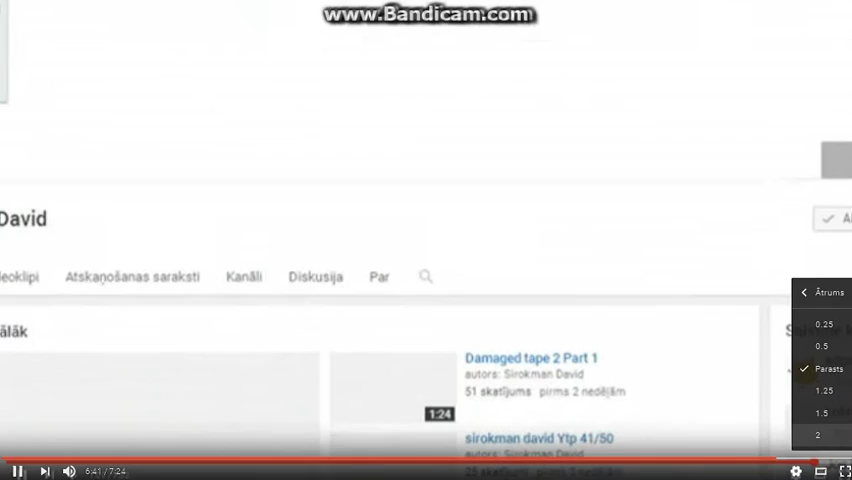 www.Bandicam.com
David
eoklipi Atskaņošanas saraksti Kanāli Diskusija Par
ālāk
Damaged tape 2 Part 1
autors: Sirokman David
51 skatījums pirms 2 nedēļām
1:24
sirokman david Ytp 41/50
autors: Sirokman David
Ātrums
0.25
0.5
Parasts
1.25
1.5
2
6:41 / 7:24